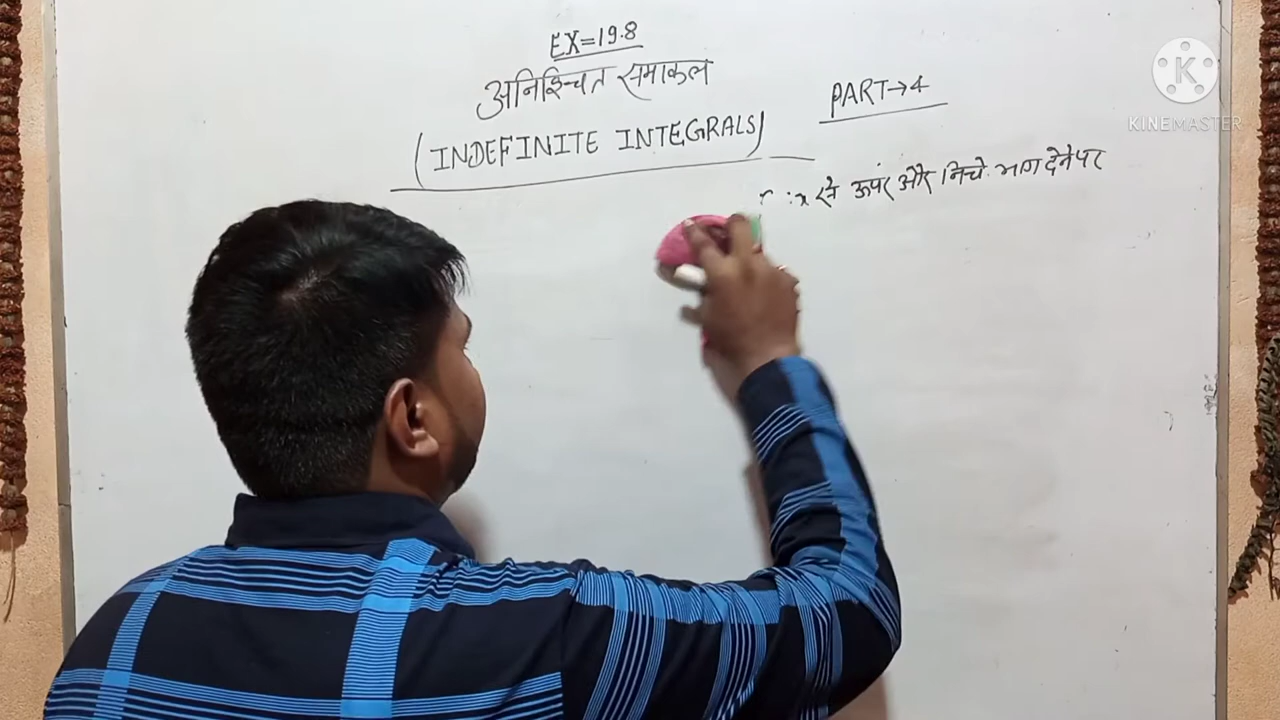 EX=19.8
अनिश्चित समाकल
PART→4
(INDEFINITE INTEGRALS)
x से ऊपर और निचे भाग देने पर
K
KINEMASTER